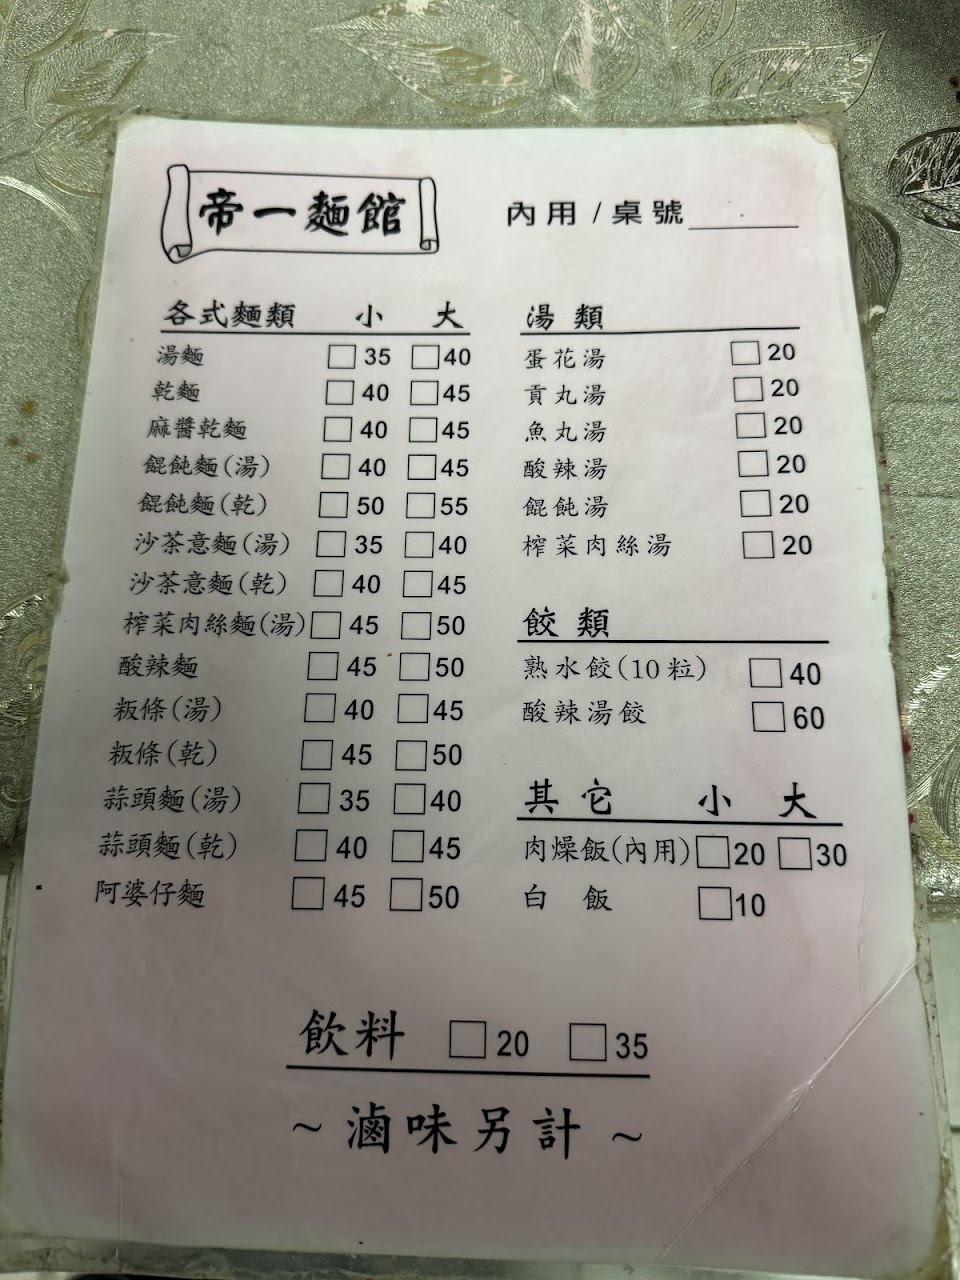 帝一麵館
內用 / 桌號
各式麵類 小 大
湯麵 □ 35 □ 40
乾麵 □ 40 □ 45
麻醬乾麵 □ 40 □ 45
餛飩麵(湯) □ 40 □ 45
餛飩麵(乾) □ 50 □ 55
沙茶意麵(湯) □ 35 □ 40
沙茶意麵(乾) □ 40 □ 45
榨菜肉絲麵(湯) □ 45 □ 50
酸辣麵 □ 45 □ 50
粄條(湯) □ 40 □ 45
粄條(乾) □ 45 □ 50
蒜頭麵(湯) □ 35 □ 40
蒜頭麵(乾) □ 40 □ 45
阿婆仔麵 □ 45 □ 50
湯類
蛋花湯 □ 20
貢丸湯 □ 20
魚丸湯 □ 20
酸辣湯 □ 20
餛飩湯 □ 20
榨菜肉絲湯 □ 20
餃類
熟水餃(10粒) □ 40
酸辣湯餃 □ 60
其它 小 大
肉燥飯(內用) □ 20 □ 30
白飯 □ 10
飲料 □ 20 □ 35
~ 滷味另計 ~